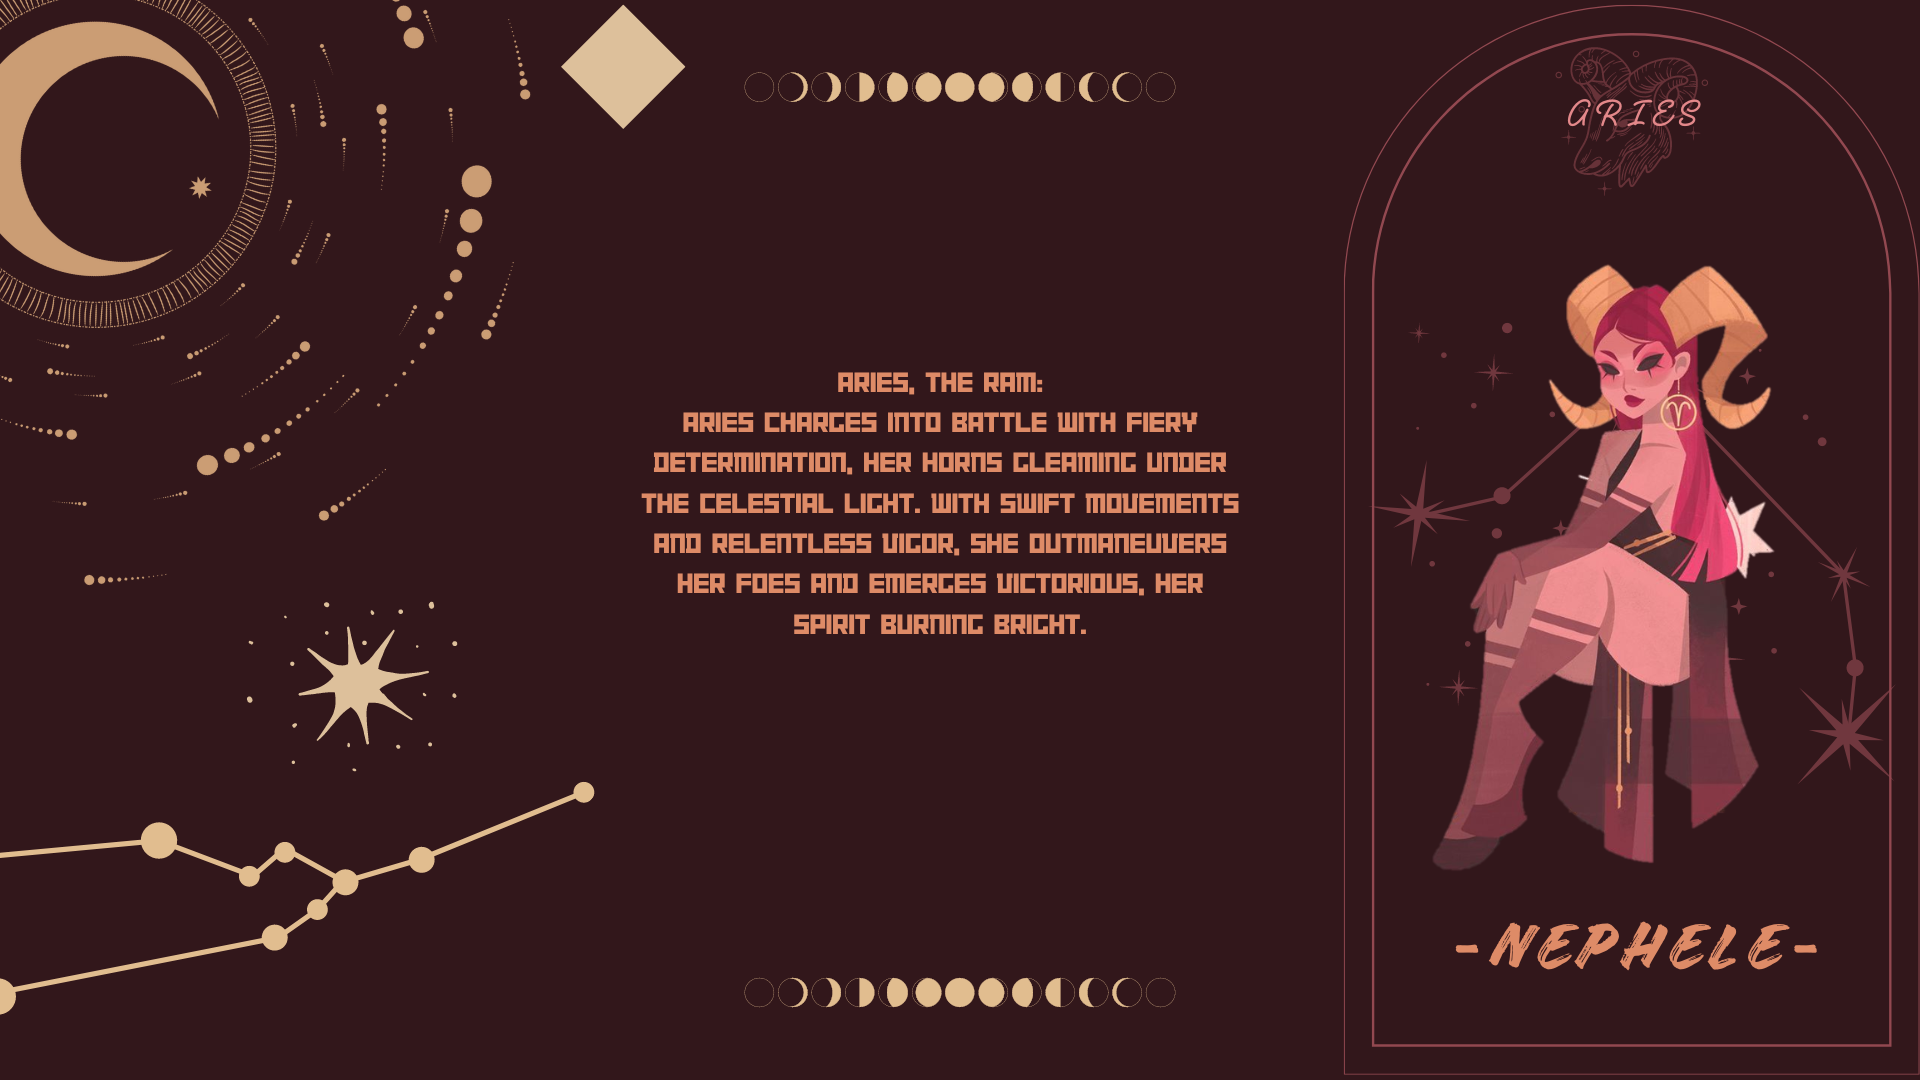 ARIES, THE RAM:
ARIES CHARGES INTO BATTLE WITH FIERY
DETERMINATION, HER HORNS GLEAMING UNDER
THE CELESTIAL LIGHT. WITH SWIFT MOVEMENTS
AND RELENTLESS VIGOR, SHE OUTMANEUVERS
HER FOES AND EMERGES VICTORIOUS, HER
SPIRIT BURNING BRIGHT.
ARIES
-NEPHELE-